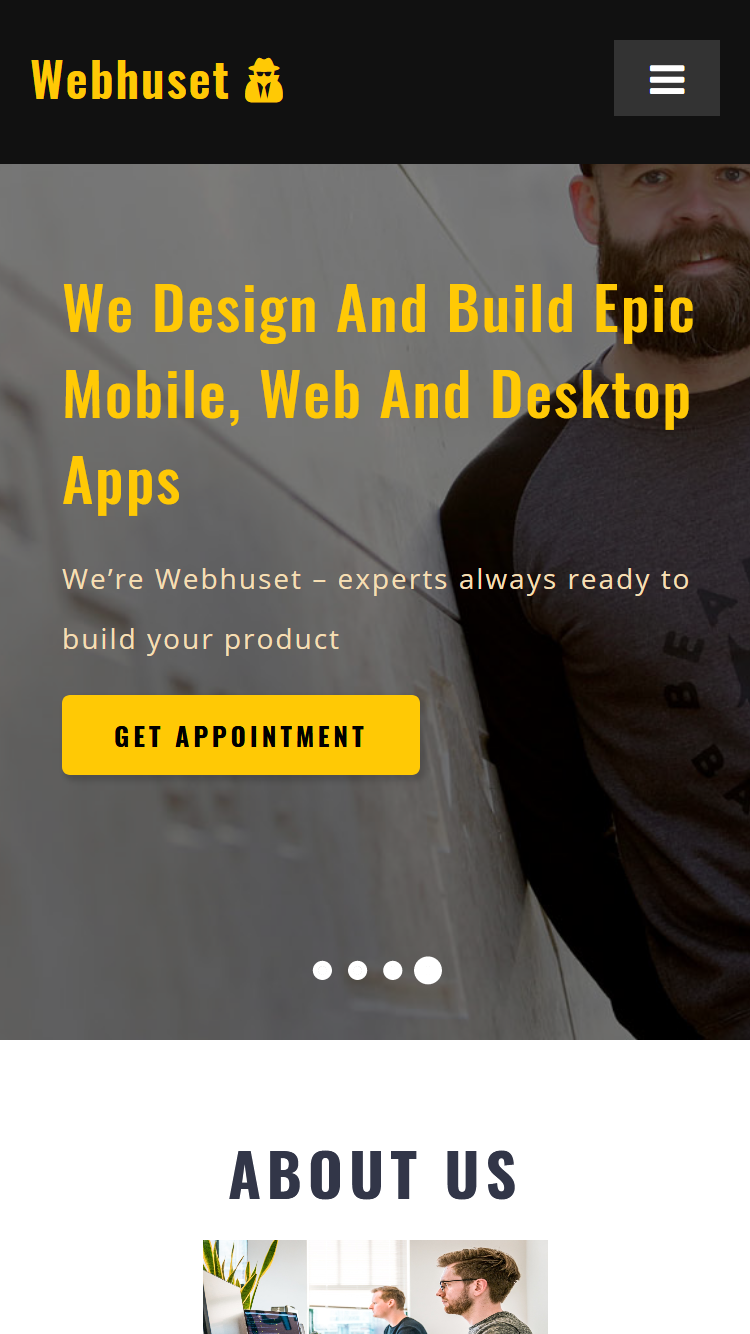 Webhuset
We Design And Build Epic
Mobile, Web And Desktop
Apps
We’re Webhuset – experts always ready to
build your product
GET APPOINTMENT
ABOUT US